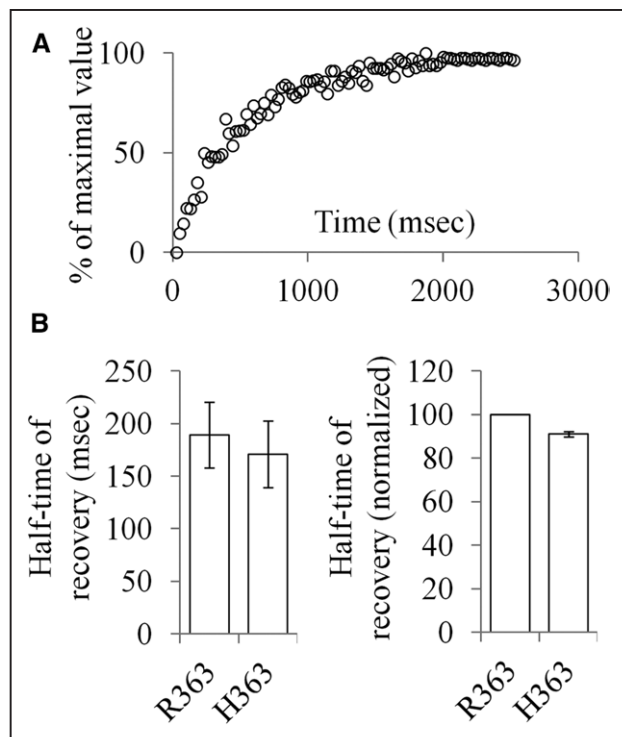 A
% of maximal value
100
50
0
Time (msec)
0
1000
2000
3000
B
Half-time of
recovery (msec)
250
200
150
100
50
0
R363
H363
Half-time of
recovery (normalized)
120
100
80
60
40
20
0
R363
H363